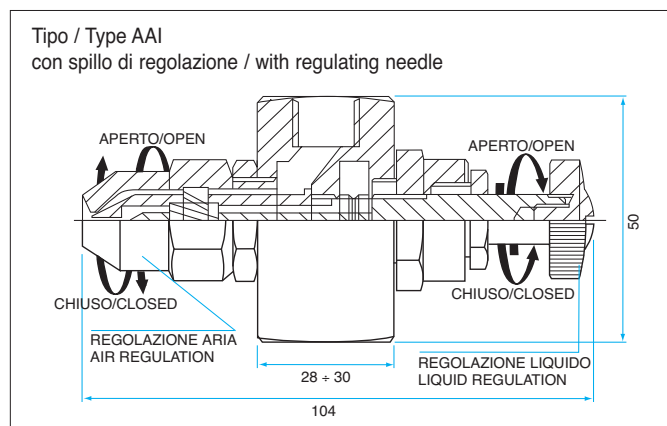 Tipo / Type AAI
con spillo di regolazione / with regulating needle
APERTO/OPEN
APERTO/OPEN
50
CHIUSO/CLOSED
CHIUSO/CLOSED
REGOLAZIONE ARIA
AIR REGULATION
28 ÷ 30
REGOLAZIONE LIQUIDO
LIQUID REGULATION
104